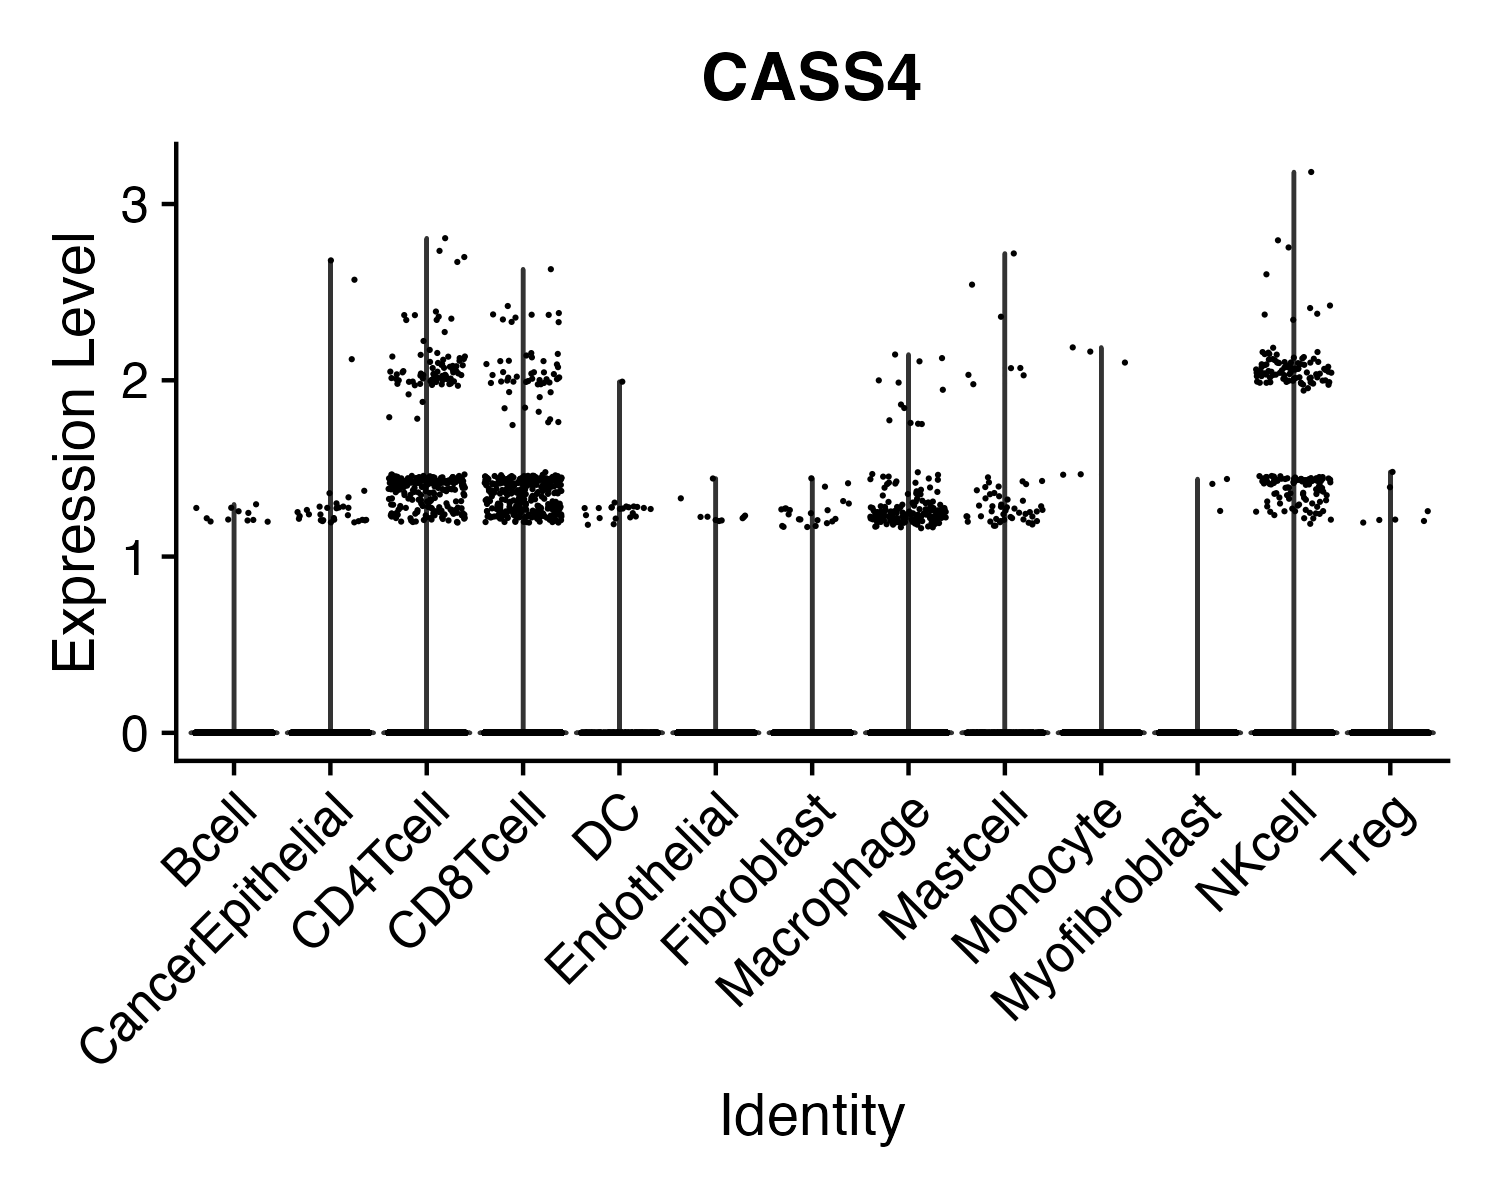 CASS4
Expression Level
3
2
1
0
Bcell
CancerEpithelial
CD4Tcell
CD8Tcell
DC
Endothelial
Fibroblast
Macrophage
Mastcell
Monocyte
Myofibroblast
NKcell
Treg
Identity